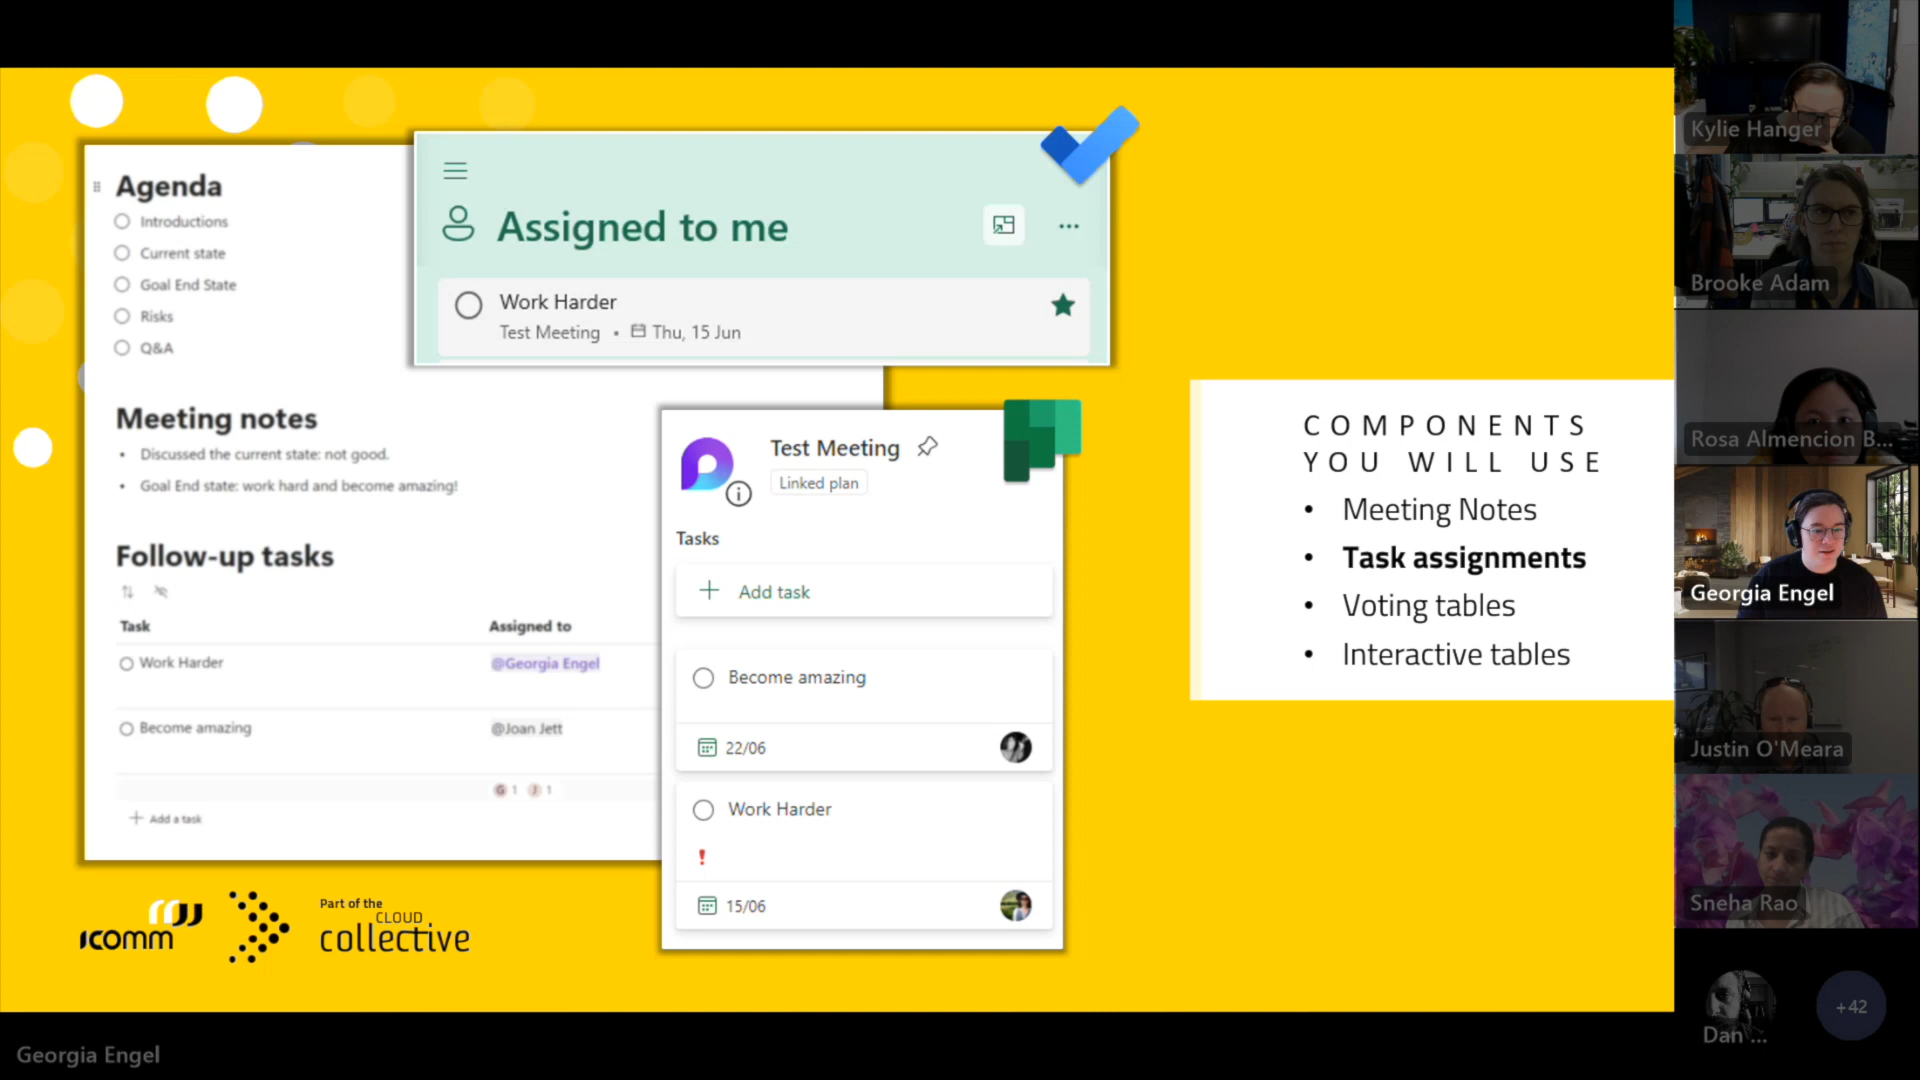 Agenda
Introductions
Current state
Goal End State
Risks
Q&A
Meeting notes
Discussed the current state: not good.
Goal End state: work hard and become amazing!
Follow-up tasks
Task Assigned to
Work Harder @Georgia Engel
Become amazing @Joan Jett
G 1 J 1
Add a task
Assigned to me
Work Harder
Test Meeting • Thu, 15 Jun
Test Meeting
Linked plan
Tasks
Add task
Become amazing
22/06
Work Harder
15/06
COMPONENTS
YOU WILL USE
• Meeting Notes
• Task assignments
• Voting tables
• Interactive tables
ICOMM
Part of the
CLOUD
collective
Georgia Engel
Kylie Hanger
Brooke Adam
Rosa Almencion B...
Georgia Engel
Justin O'Meara
Sneha Rao
Dan ...
+42